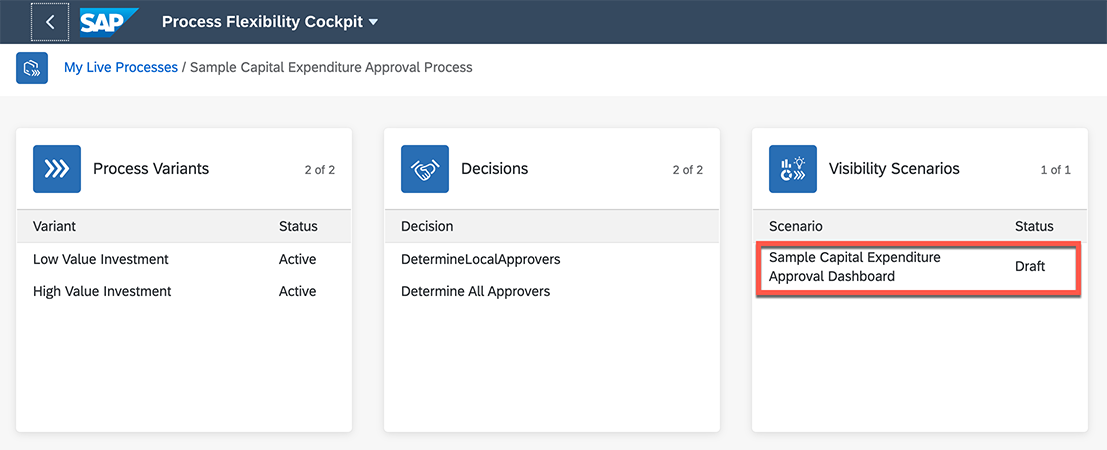 SAP Process Flexibility Cockpit
My Live Processes / Sample Capital Expenditure Approval Process
Process Variants 2 of 2
Variant Status
Low Value Investment Active
High Value Investment Active
Decisions 2 of 2
Decision
DetermineLocalApprovers
Determine All Approvers
Visibility Scenarios 1 of 1
Scenario Status
Sample Capital Expenditure
Approval Dashboard Draft